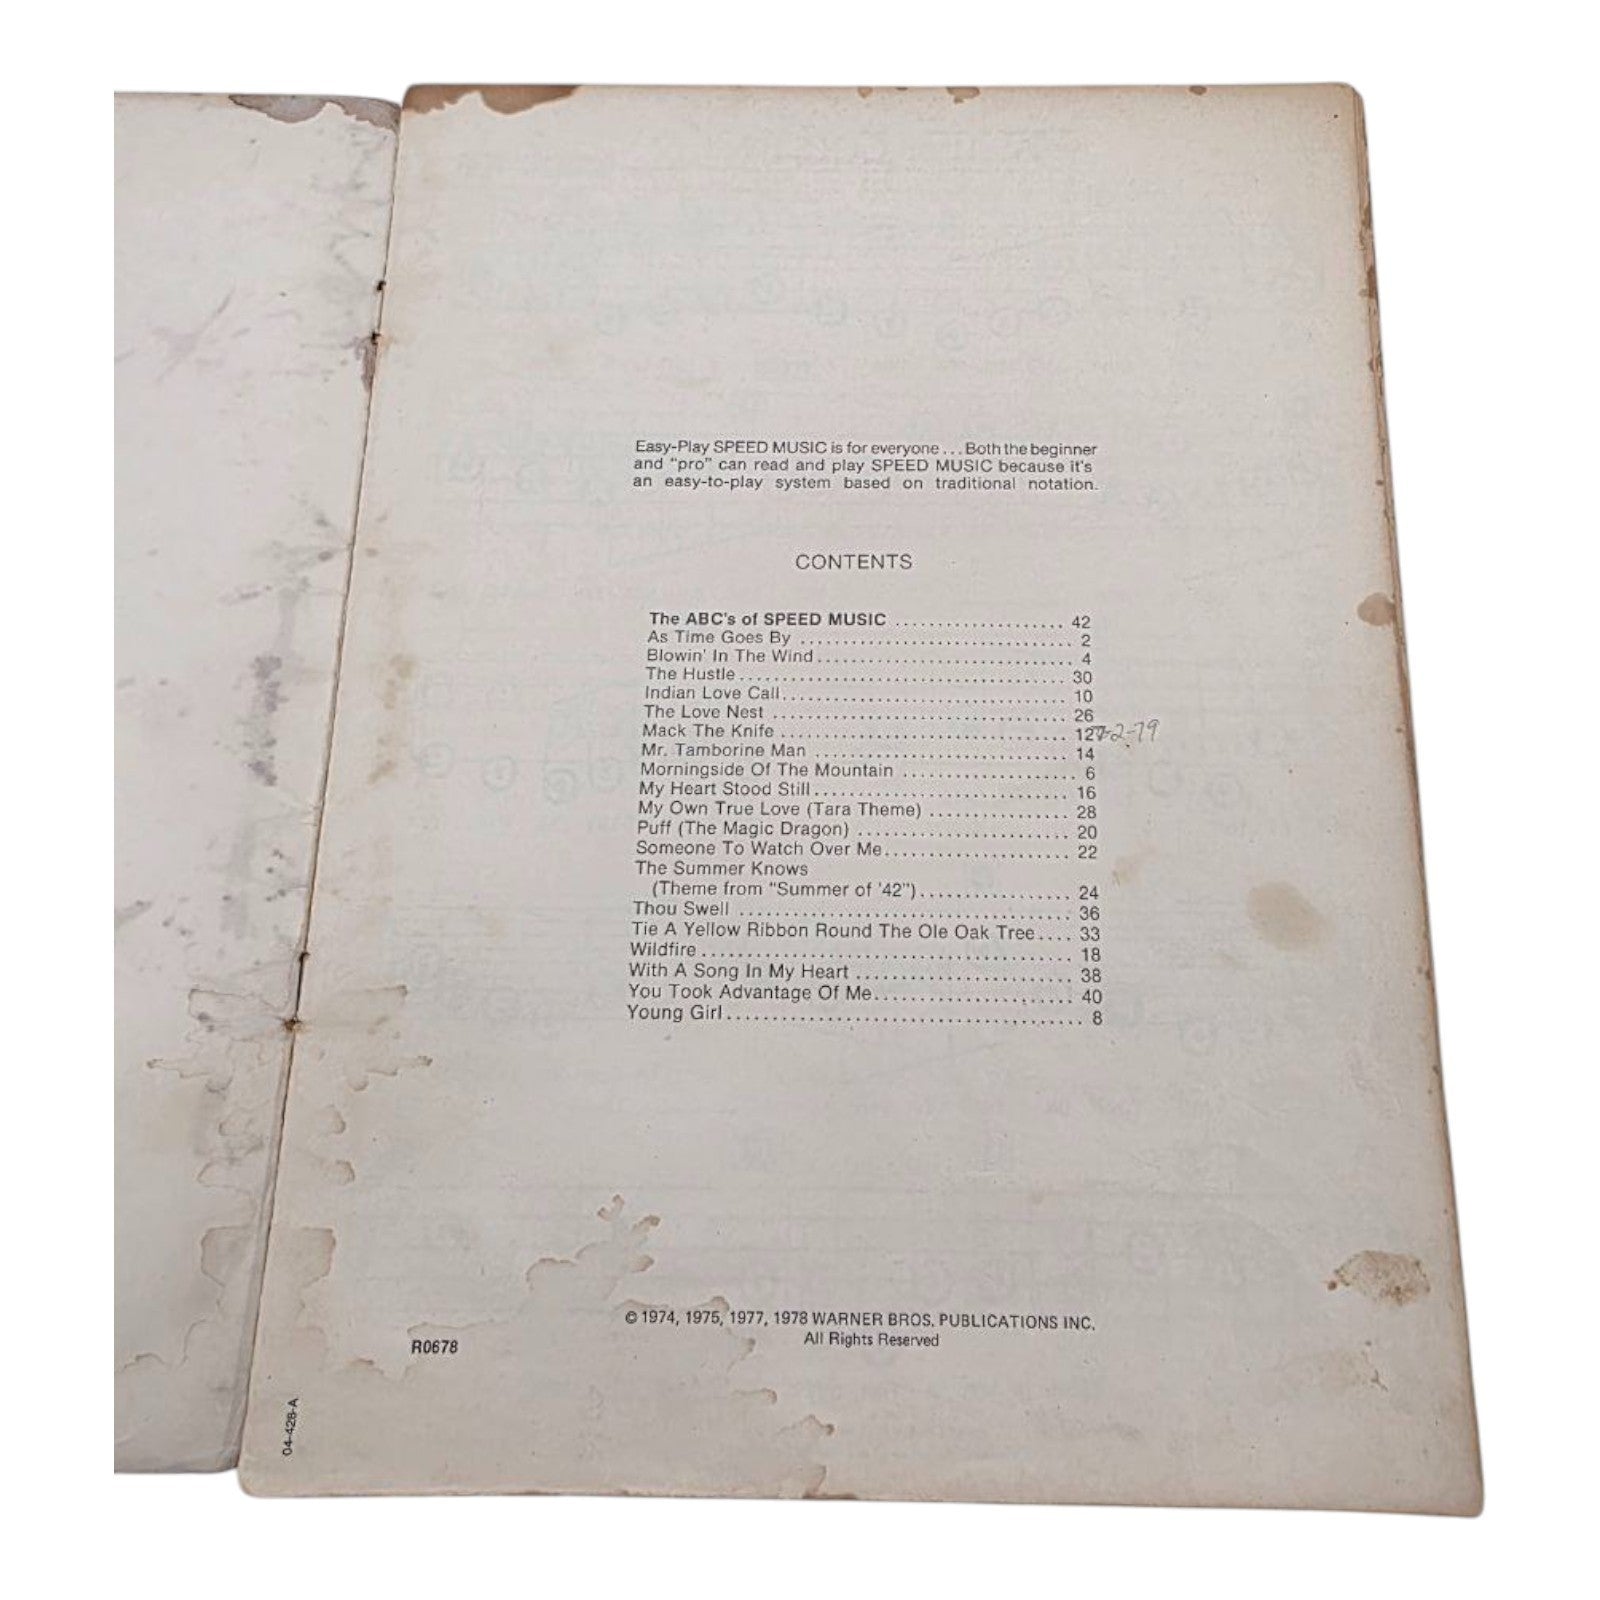 Easy-Play SPEED MUSIC is for everyone ... Both the beginner
and "pro" can read and play SPEED MUSIC because it's
an easy-to-play system based on traditional notation.
CONTENTS
The ABC's of SPEED MUSIC .................... 42
As Time Goes By ................................ 2
Blowin' In The Wind .............................. 4
The Hustle ..................................... 30
Indian Love Call ................................. 10
The Love Nest .................................. 26
Mack The Knife ................................. 12
Mr. Tamborine Man ............................. 14
Morningside Of The Mountain .................... 6
My Heart Stood Still .............................. 16
My Own True Love (Tara Theme) ................ 28
Puff (The Magic Dragon) ........................ 20
Someone To Watch Over Me ...................... 22
The Summer Knows
(Theme from "Summer of '42") ................. 24
Thou Swell ..................................... 36
Tie A Yellow Ribbon Round The Ole Oak Tree .... 33
Wildfire ........................................ 18
With A Song In My Heart ........................ 38
You Took Advantage Of Me ...................... 40
Young Girl ...................................... 8
© 1974, 1975, 1977, 1978 WARNER BROS. PUBLICATIONS INC.
All Rights Reserved
R0678
04-428-A